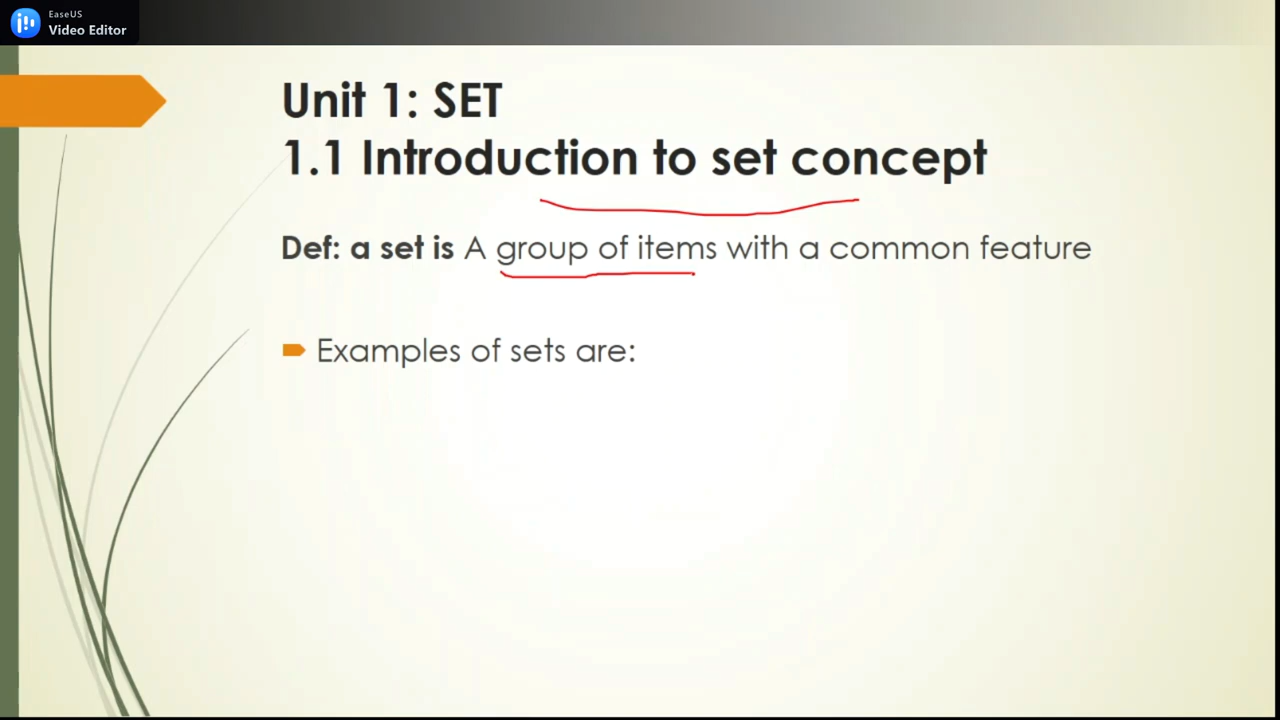 EaseUS
Video Editor
Unit 1: SET
1.1 Introduction to set concept
Def: a set is A group of items with a common feature
Examples of sets are: